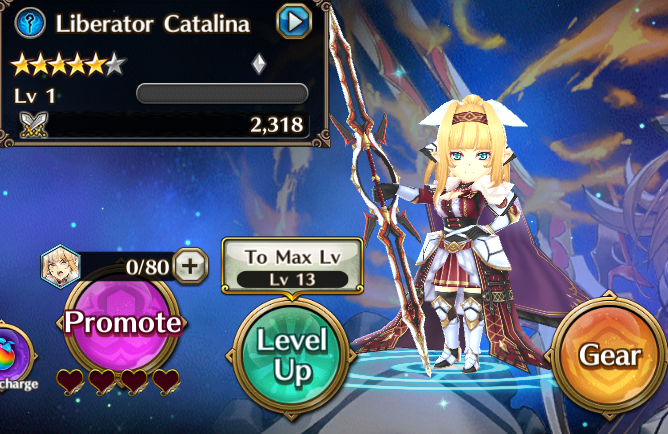 Liberator Catalina
Lv 1
2,318
0/80
To Max Lv
Lv 13
Promote
Level
Up
Gear
charge